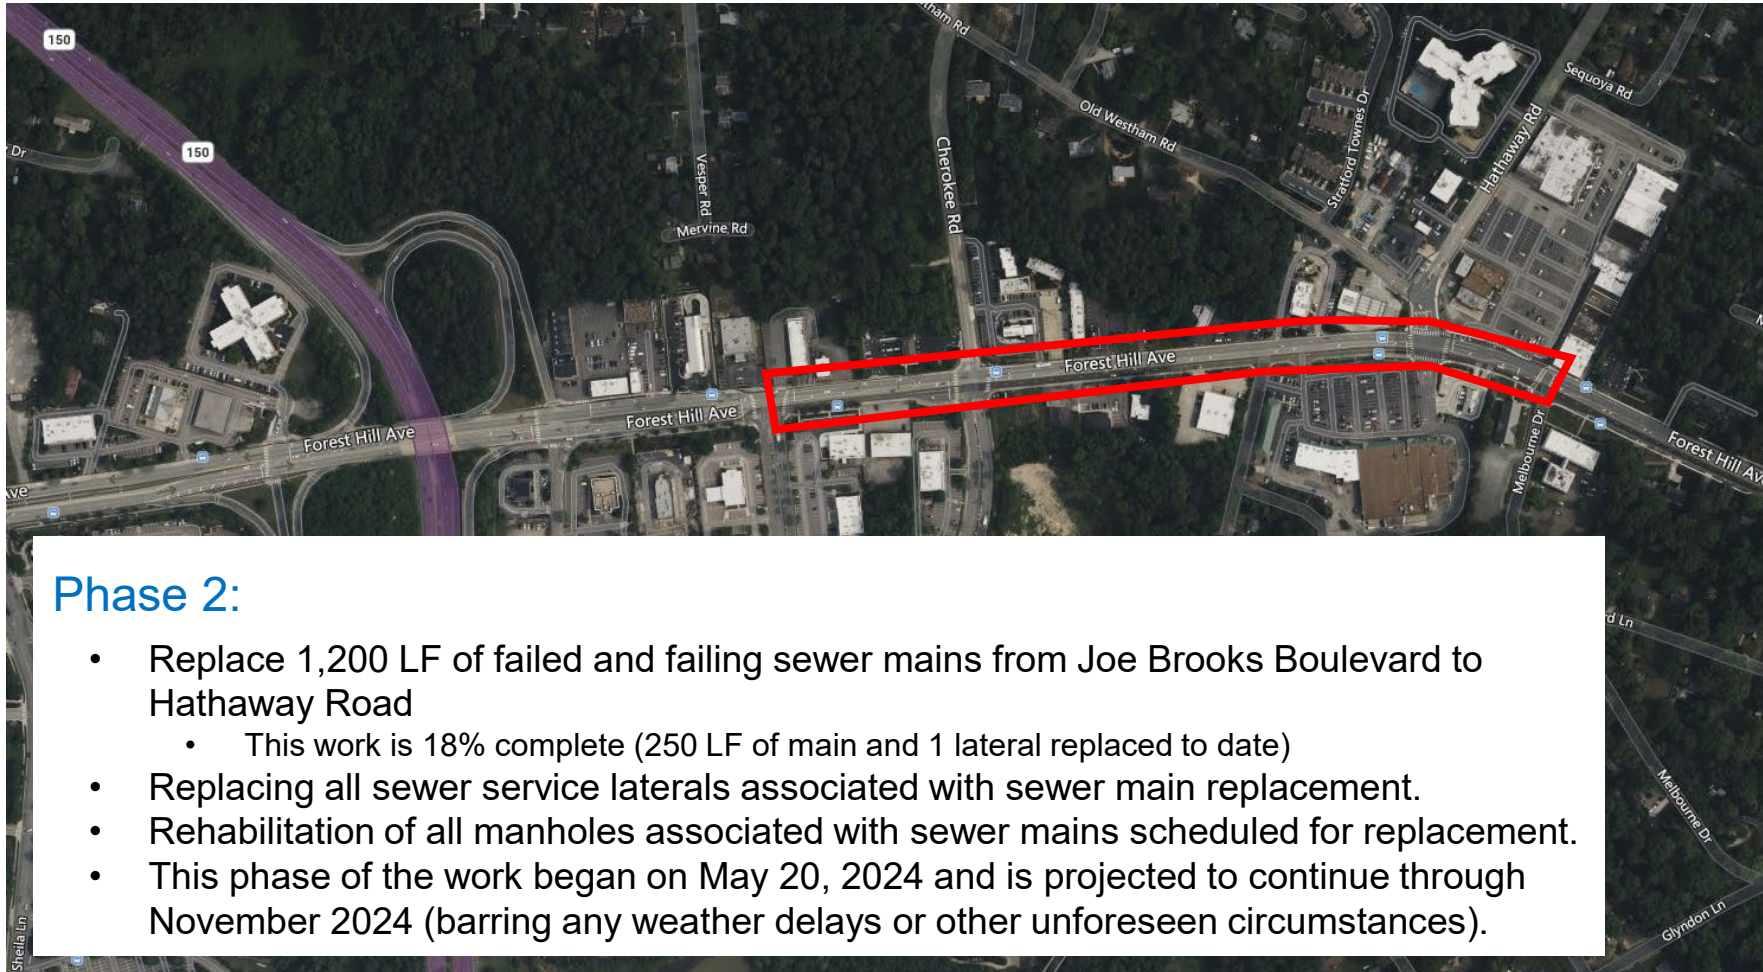 150
tham Rd
Sequoya Rd
150
Dr
Old Westham Rd
Stratford Townes Dr
Hathaway Rd
Cherokee Rd
Vesper Rd
Mervine Rd
Forest Hill Ave
Forest Hill Ave
Forest Hill Ave
Forest Hill Av
Melbourne Dr
Ave
Phase 2:
• Replace 1,200 LF of failed and failing sewer mains from Joe Brooks Boulevard to
Hathaway Road
• This work is 18% complete (250 LF of main and 1 lateral replaced to date)
• Replacing all sewer service laterals associated with sewer main replacement.
• Rehabilitation of all manholes associated with sewer mains scheduled for replacement.
• This phase of the work began on May 20, 2024 and is projected to continue through
November 2024 (barring any weather delays or other unforeseen circumstances).
rd Ln
Melbourne Dr
Glyndon Ln
Sheila Ln